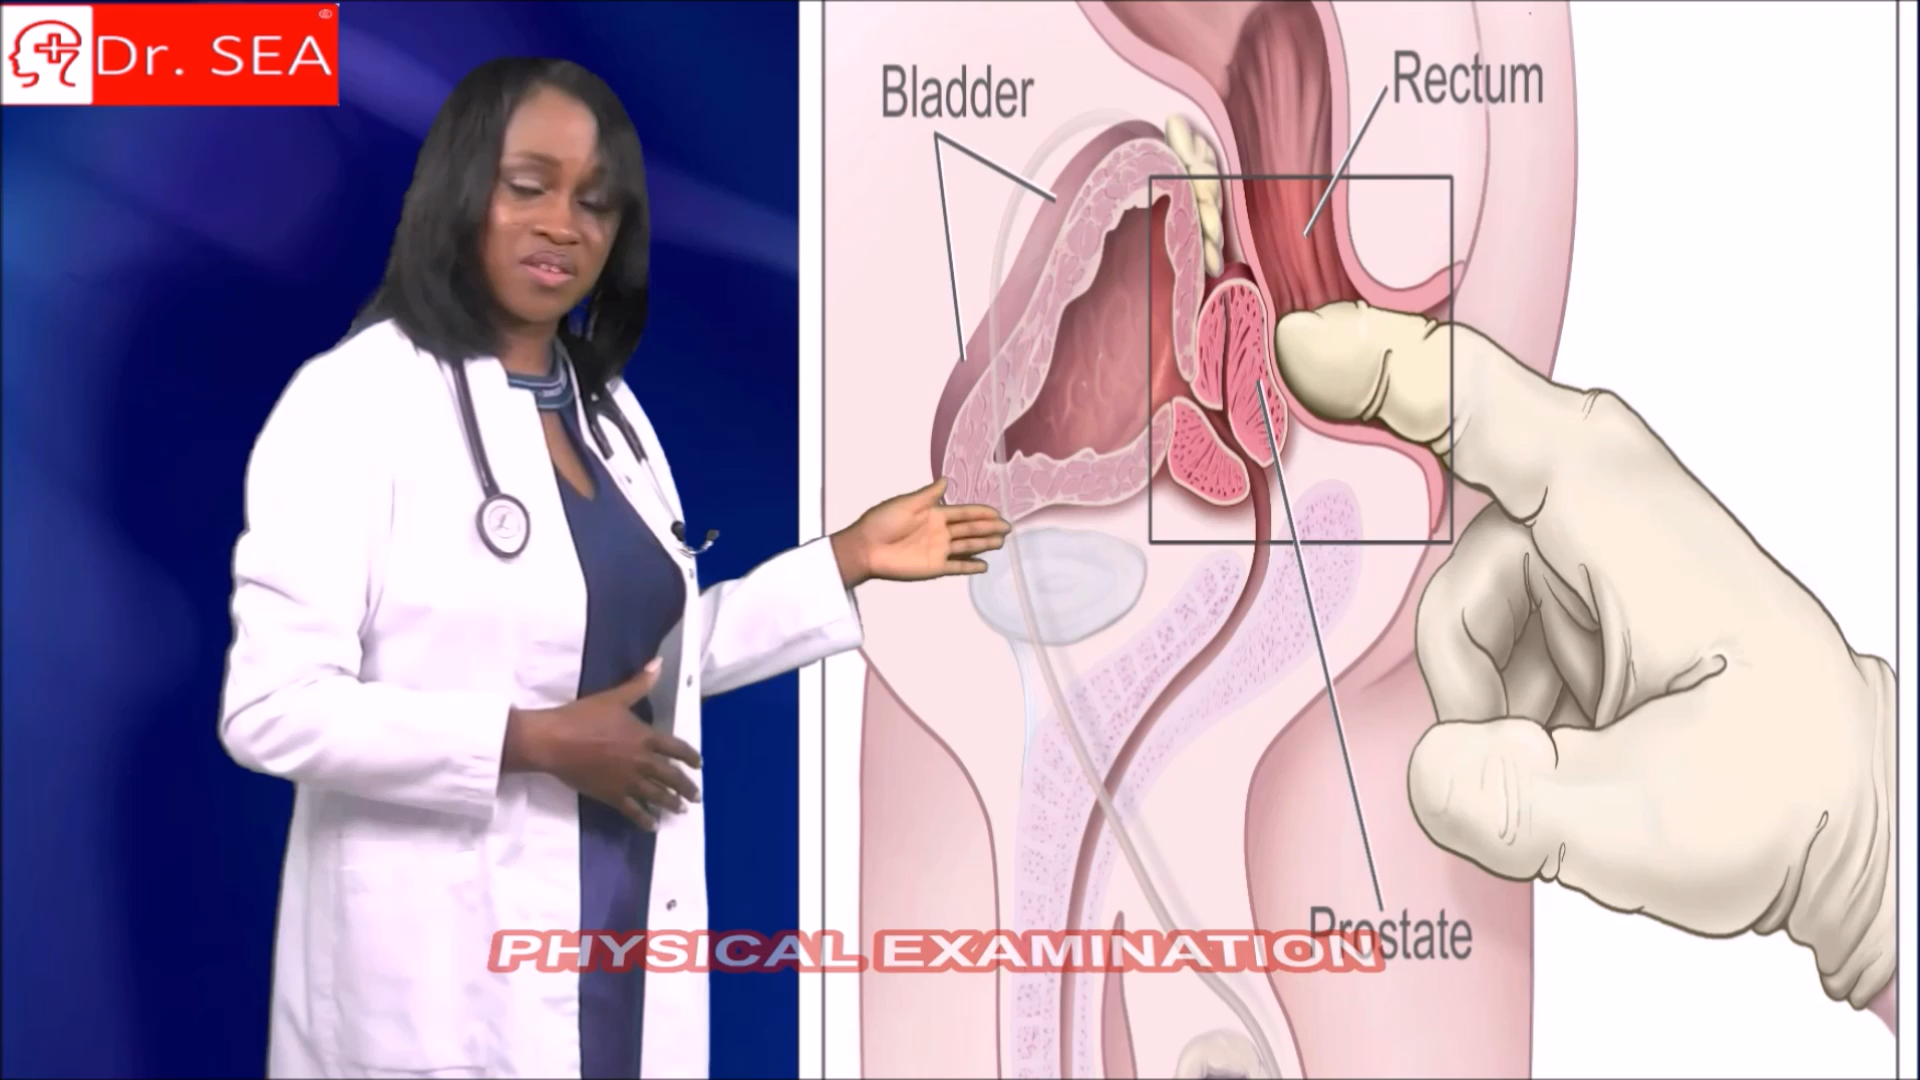 Dr. SEA
®
Bladder
Rectum
Prostate
PHYSICAL EXAMINATION